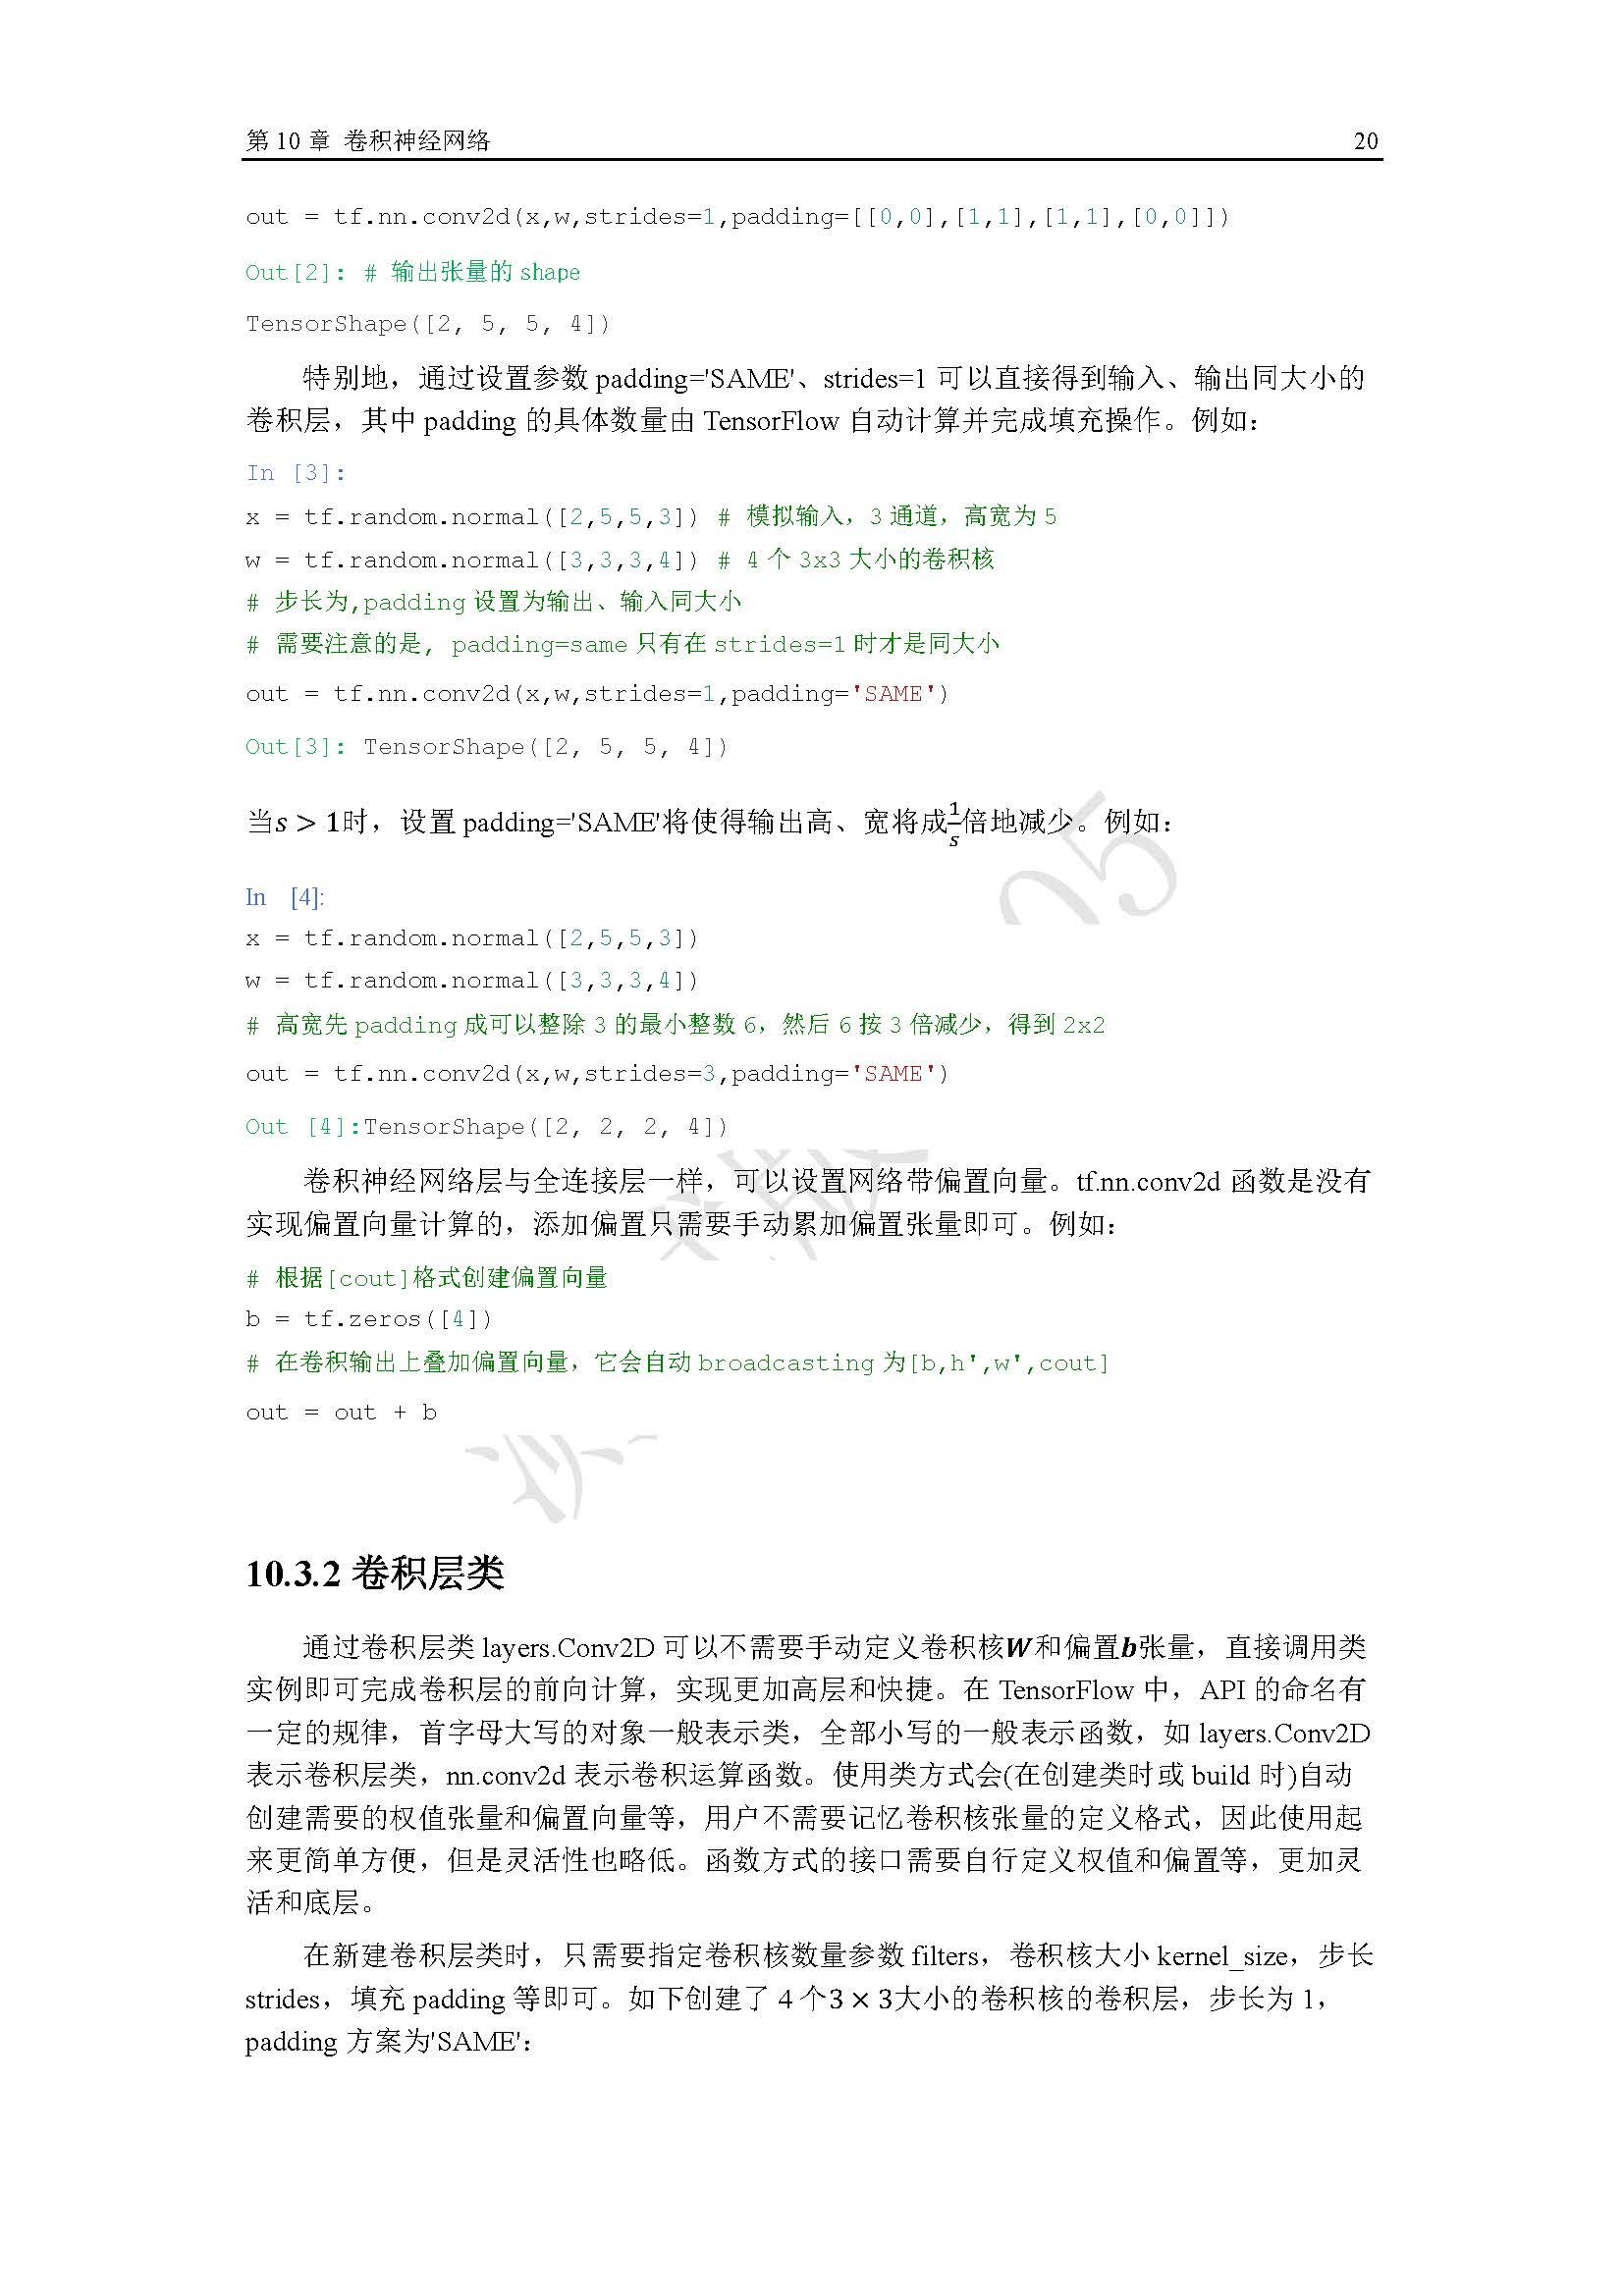 第 10 章 卷积神经网络 20
out = tf.nn.conv2d(x,w,strides=1,padding=[[0,0],[1,1],[1,1],[0,0]])
Out[2]: # 输出张量的 shape
TensorShape([2, 5, 5, 4])
特别地，通过设置参数 padding='SAME'、strides=1 可以直接得到输入、输出同大小的
卷积层，其中 padding 的具体数量由 TensorFlow 自动计算并完成填充操作。例如：
In [3]:
x = tf.random.normal([2,5,5,3]) # 模拟输入，3 通道，高宽为 5
w = tf.random.normal([3,3,3,4]) # 4 个 3x3 大小的卷积核
# 步长为,padding 设置为输出、输入同大小
# 需要注意的是, padding=same 只有在 strides=1 时才是同大小
out = tf.nn.conv2d(x,w,strides=1,padding='SAME')
Out[3]: TensorShape([2, 5, 5, 4])
当s > 1时，设置 padding='SAME'将使得输出高、宽将成1/s倍地减少。例如：
In [4]:
x = tf.random.normal([2,5,5,3])
w = tf.random.normal([3,3,3,4])
# 高宽先 padding 成可以整除 3 的最小整数 6，然后 6 按 3 倍减少，得到 2x2
out = tf.nn.conv2d(x,w,strides=3,padding='SAME')
Out [4]:TensorShape([2, 2, 2, 4])
卷积神经网络层与全连接层一样，可以设置网络带偏置向量。tf.nn.conv2d 函数是没有
实现偏置向量计算的，添加偏置只需要手动累加偏置张量即可。例如：
# 根据[cout]格式创建偏置向量
b = tf.zeros([4])
# 在卷积输出上叠加偏置向量，它会自动 broadcasting 为[b,h',w',cout]
out = out + b
10.3.2 卷积层类
通过卷积层类 layers.Conv2D 可以不需要手动定义卷积核W和偏置b张量，直接调用类
实例即可完成卷积层的前向计算，实现更加高层和快捷。在 TensorFlow 中，API 的命名有
一定的规律，首字母大写的对象一般表示类，全部小写的一般表示函数，如 layers.Conv2D
表示卷积层类，nn.conv2d 表示卷积运算函数。使用类方式会(在创建类时或 build 时)自动
创建需要的权值张量和偏置向量等，用户不需要记忆卷积核张量的定义格式，因此使用起
来更简单方便，但是灵活性也略低。函数方式的接口需要自行定义权值和偏置等，更加灵
活和底层。
在新建卷积层类时，只需要指定卷积核数量参数 filters，卷积核大小 kernel_size，步长
strides，填充 padding 等即可。如下创建了 4 个3 × 3大小的卷积核的卷积层，步长为 1，
padding 方案为'SAME'：